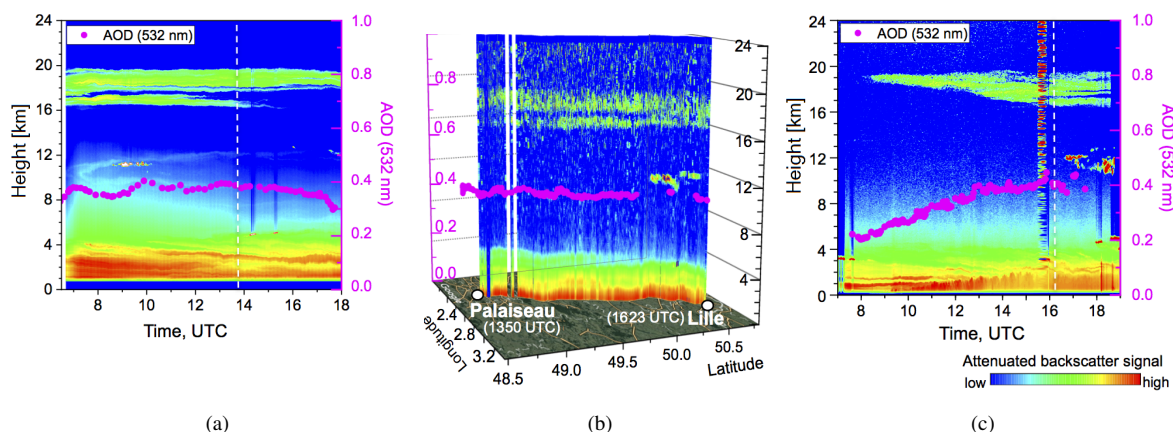 24
20
16
12
8
4
0
Height [km]
AOD (532 nm)
1.0
0.8
0.6
0.4
0.2
0.0
AOD (532 nm)
8 10 12 14 16 18
Time, UTC
(a)
0.8
0.6
0.4
0.2
0.0
24
20
16
12
8
4
Palaiseau
(1350 UTC)
(1623 UTC) Lille
Longitude
2.4
2.8
3.2
48.5 49.0 49.5 50.0 50.5
Latitude
(b)
24
20
16
12
8
4
0
Height [km]
AOD (532 nm)
1.0
0.8
0.6
0.4
0.2
0.0
AOD (532 nm)
8 10 12 14 16 18
Time, UTC
Attenuated backscatter signal
low high
(c)